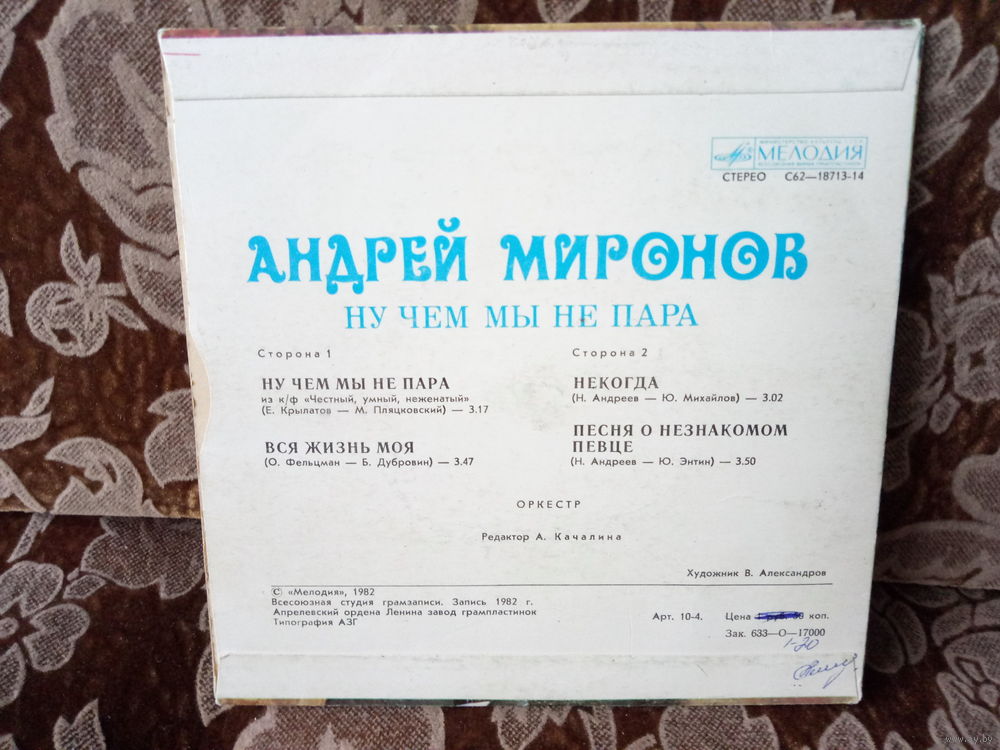 МЕЛОДИЯ
СТЕРЕО С62—18713-14
АНДРЕЙ МИРОНОВ
НУ ЧЕМ МЫ НЕ ПАРА
Сторона 1
НУ ЧЕМ МЫ НЕ ПАРА
из к/ф «Честный, умный, неженатый»
(Е. Крылатов — М. Пляцковский) — 3.17
ВСЯ ЖИЗНЬ МОЯ
(О. Фельцман — Б. Дубровин) — 3.47
Сторона 2
НЕКОГДА
(Н. Андреев — Ю. Михайлов) — 3.02
ПЕСНЯ О НЕЗНАКОМОМ
ПЕВЦЕ
(Н. Андреев — Ю. Энтин) — 3.50
ОРКЕСТР
Редактор А. Качалина
Художник В. Александров
© «Мелодия», 1982
Всесоюзная студия грамзаписи. Запись 1982 г.
Апрелевский ордена Ленина завод грампластинок
Типография АЗГ
Арт. 10-4. Цена коп.
Зак. 633—О—17000
1-20
www.ay.by